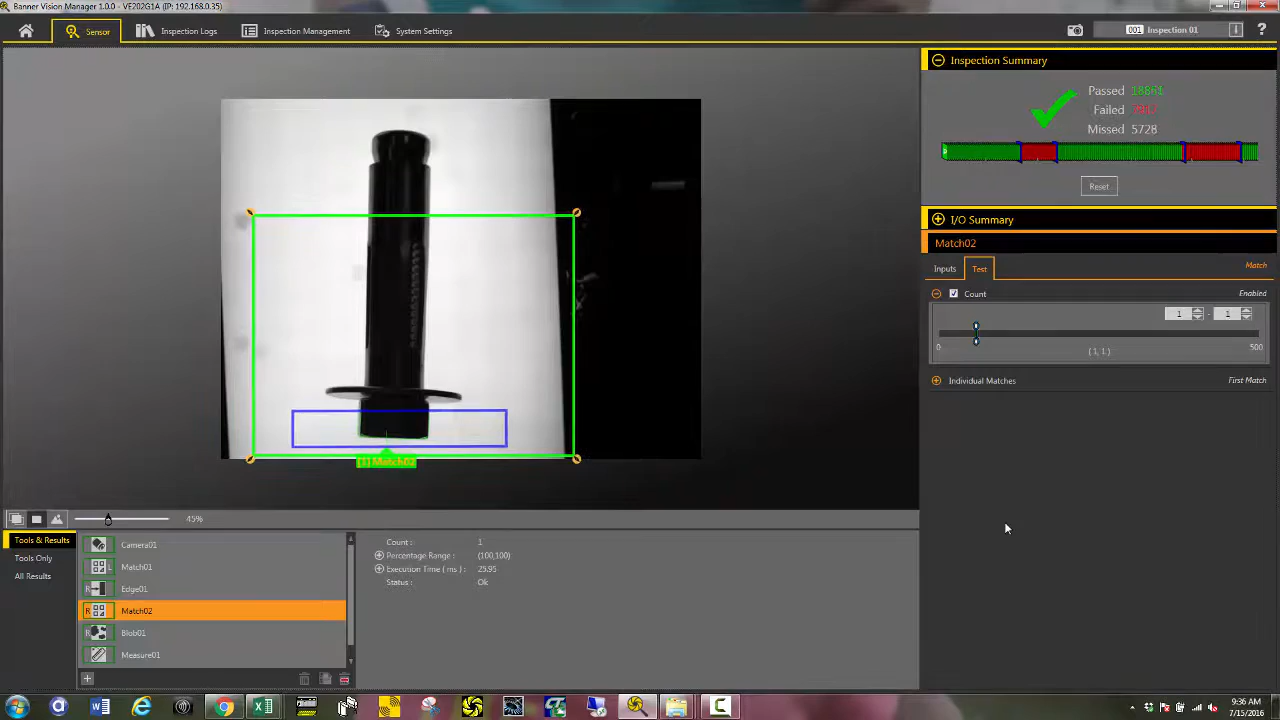 Banner Vision Manager 1.0.0 - VE202G1A (IP: 192.168.0.35)
Sensor
Inspection Logs
Inspection Management
System Settings
001 Inspection 01
i
?
Inspection Summary
Passed 18861
Failed
Missed 5728
Reset
I/O Summary
Match02
Inputs
Test
Match
Count
Enabled
1 - 1
0
500
( 1, 1 )
Individual Matches
First Match
(1) Match02
45%
Tools & Results
Tools Only
All Results
Camera01
Match01
L
Edge01
R
Match02
R
Blob01
R
Measure01
Count :
1
Percentage Range :
(100,100)
Execution Time ( ms ) :
25.95
Status :
Ok
9:36 AM
7/15/2016